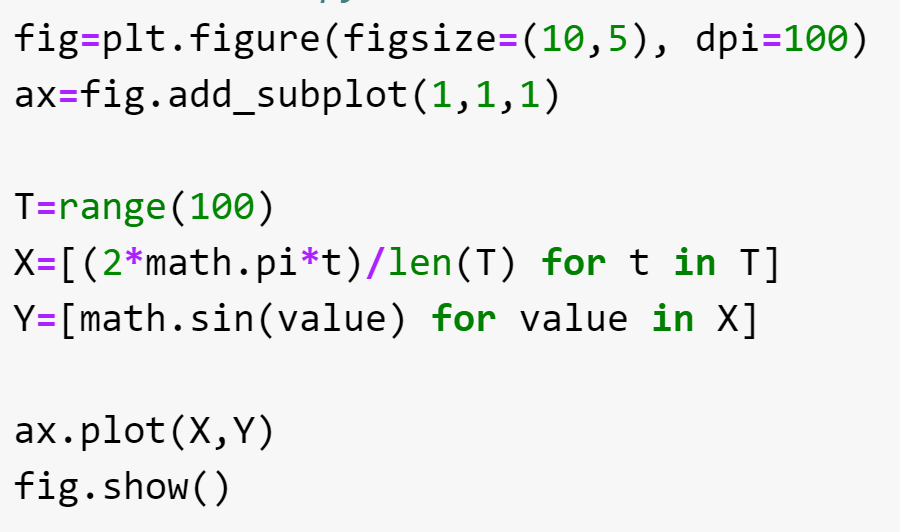 fig=plt.figure(figsize=(10,5), dpi=100)
ax=fig.add_subplot(1,1,1)
T=range(100)
X=[(2*math.pi*t)/len(T) for t in T]
Y=[math.sin(value) for value in X]
ax.plot(X,Y)
fig.show()